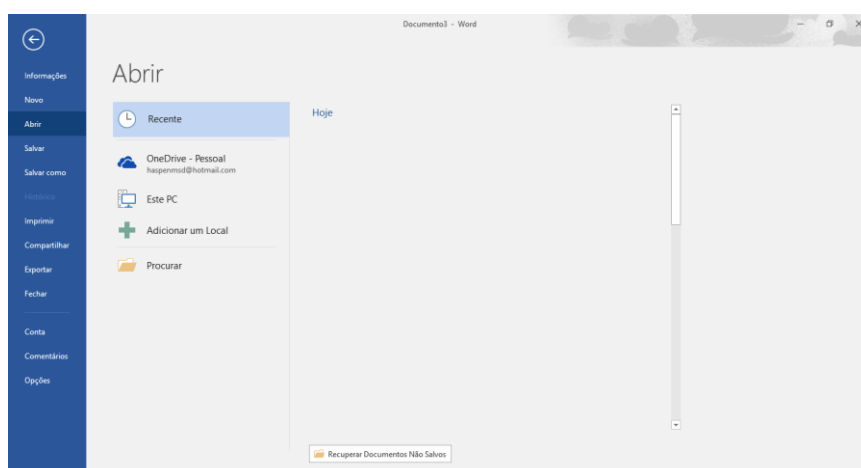 Documento3 - Word
Informações
Novo
Abrir
Salvar
Salvar como
Histórico
Imprimir
Compartilhar
Exportar
Fechar
Conta
Comentários
Opções
Abrir
Recente
OneDrive - Pessoal
haspenmsd@hotmail.com
Este PC
Adicionar um Local
Procurar
Hoje
Recuperar Documentos Não Salvos